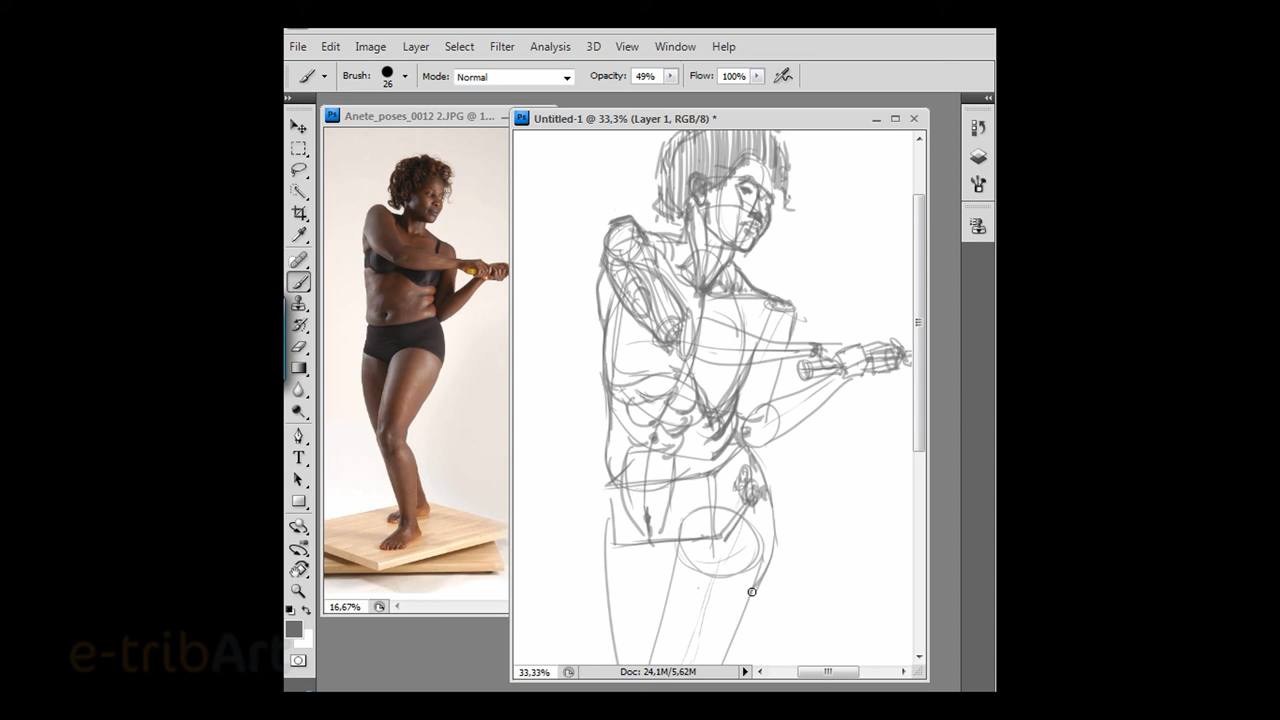 File Edit Image Layer Select Filter Analysis 3D View Window Help
Brush: 26 Mode: Normal Opacity: 49% Flow: 100%
Ps Anete_poses_0012 2.JPG @ 1...
Ps Untitled-1 @ 33,3% (Layer 1, RGB/8) *
T
16,67%
e-tribArt
33,33% Doc: 24,1M/5,62M